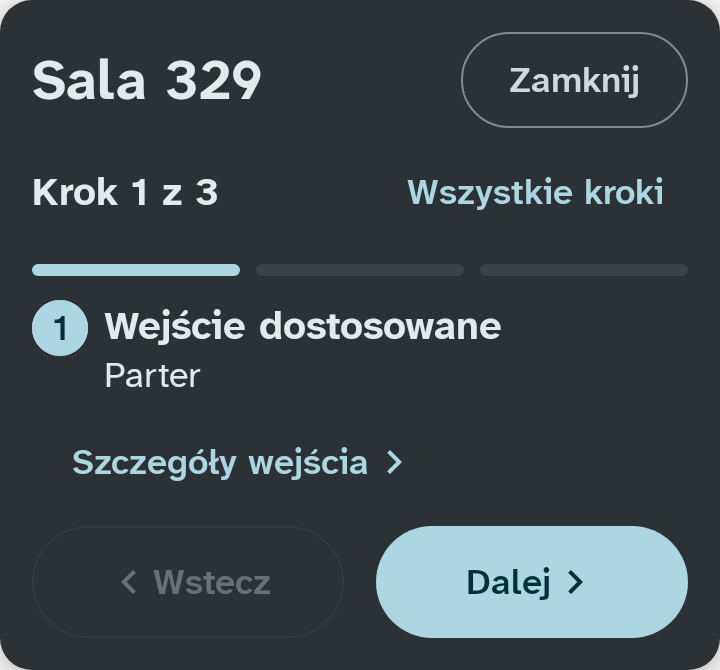 Sala 329
Zamknij
Krok 1 z 3
Wszystkie kroki
1
Wejście dostosowane
Parter
Szczegóły wejścia
Wstecz
Dalej